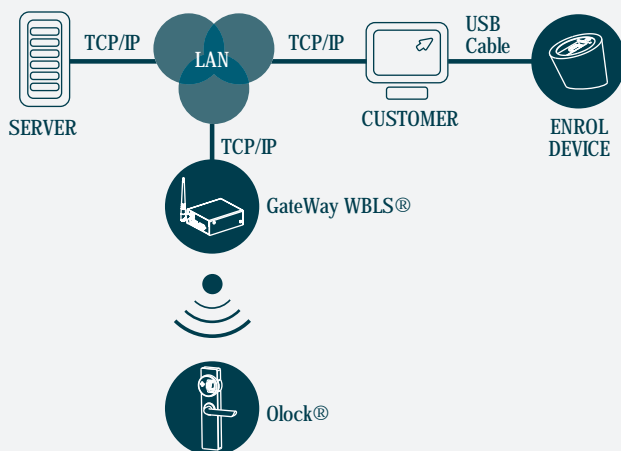 TCP/IP
LAN
TCP/IP
USB
Cable
SERVER
CUSTOMER
ENROL
DEVICE
TCP/IP
GateWay WBLS®
Olock®